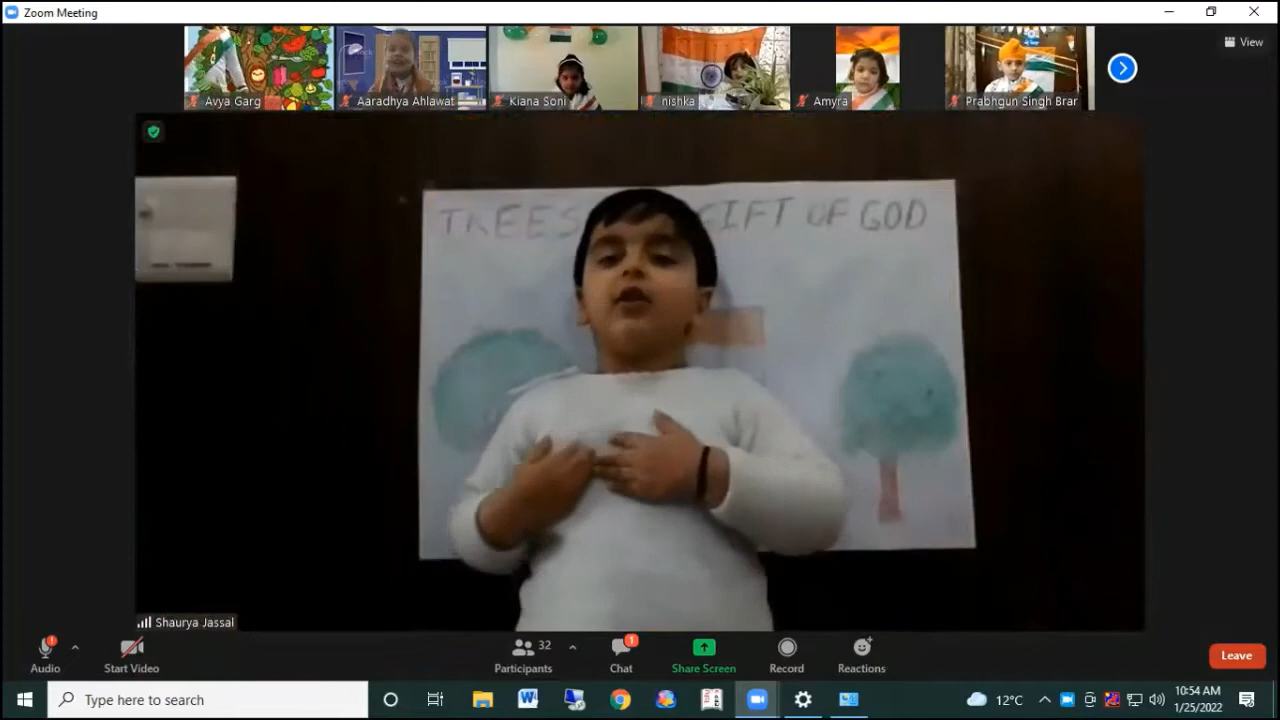 Zoom Meeting
View
Avya Garg
Aaradhya Ahlawat
Kiana Soni
nishka
Amyra
Prabhgun Singh Brar
TREES GIFT OF GOD
Shaurya Jassal
Audio
Start Video
32
Participants
1
Chat
Share Screen
Record
Reactions
Leave
Type here to search
12°C
10:54 AM
1/25/2022